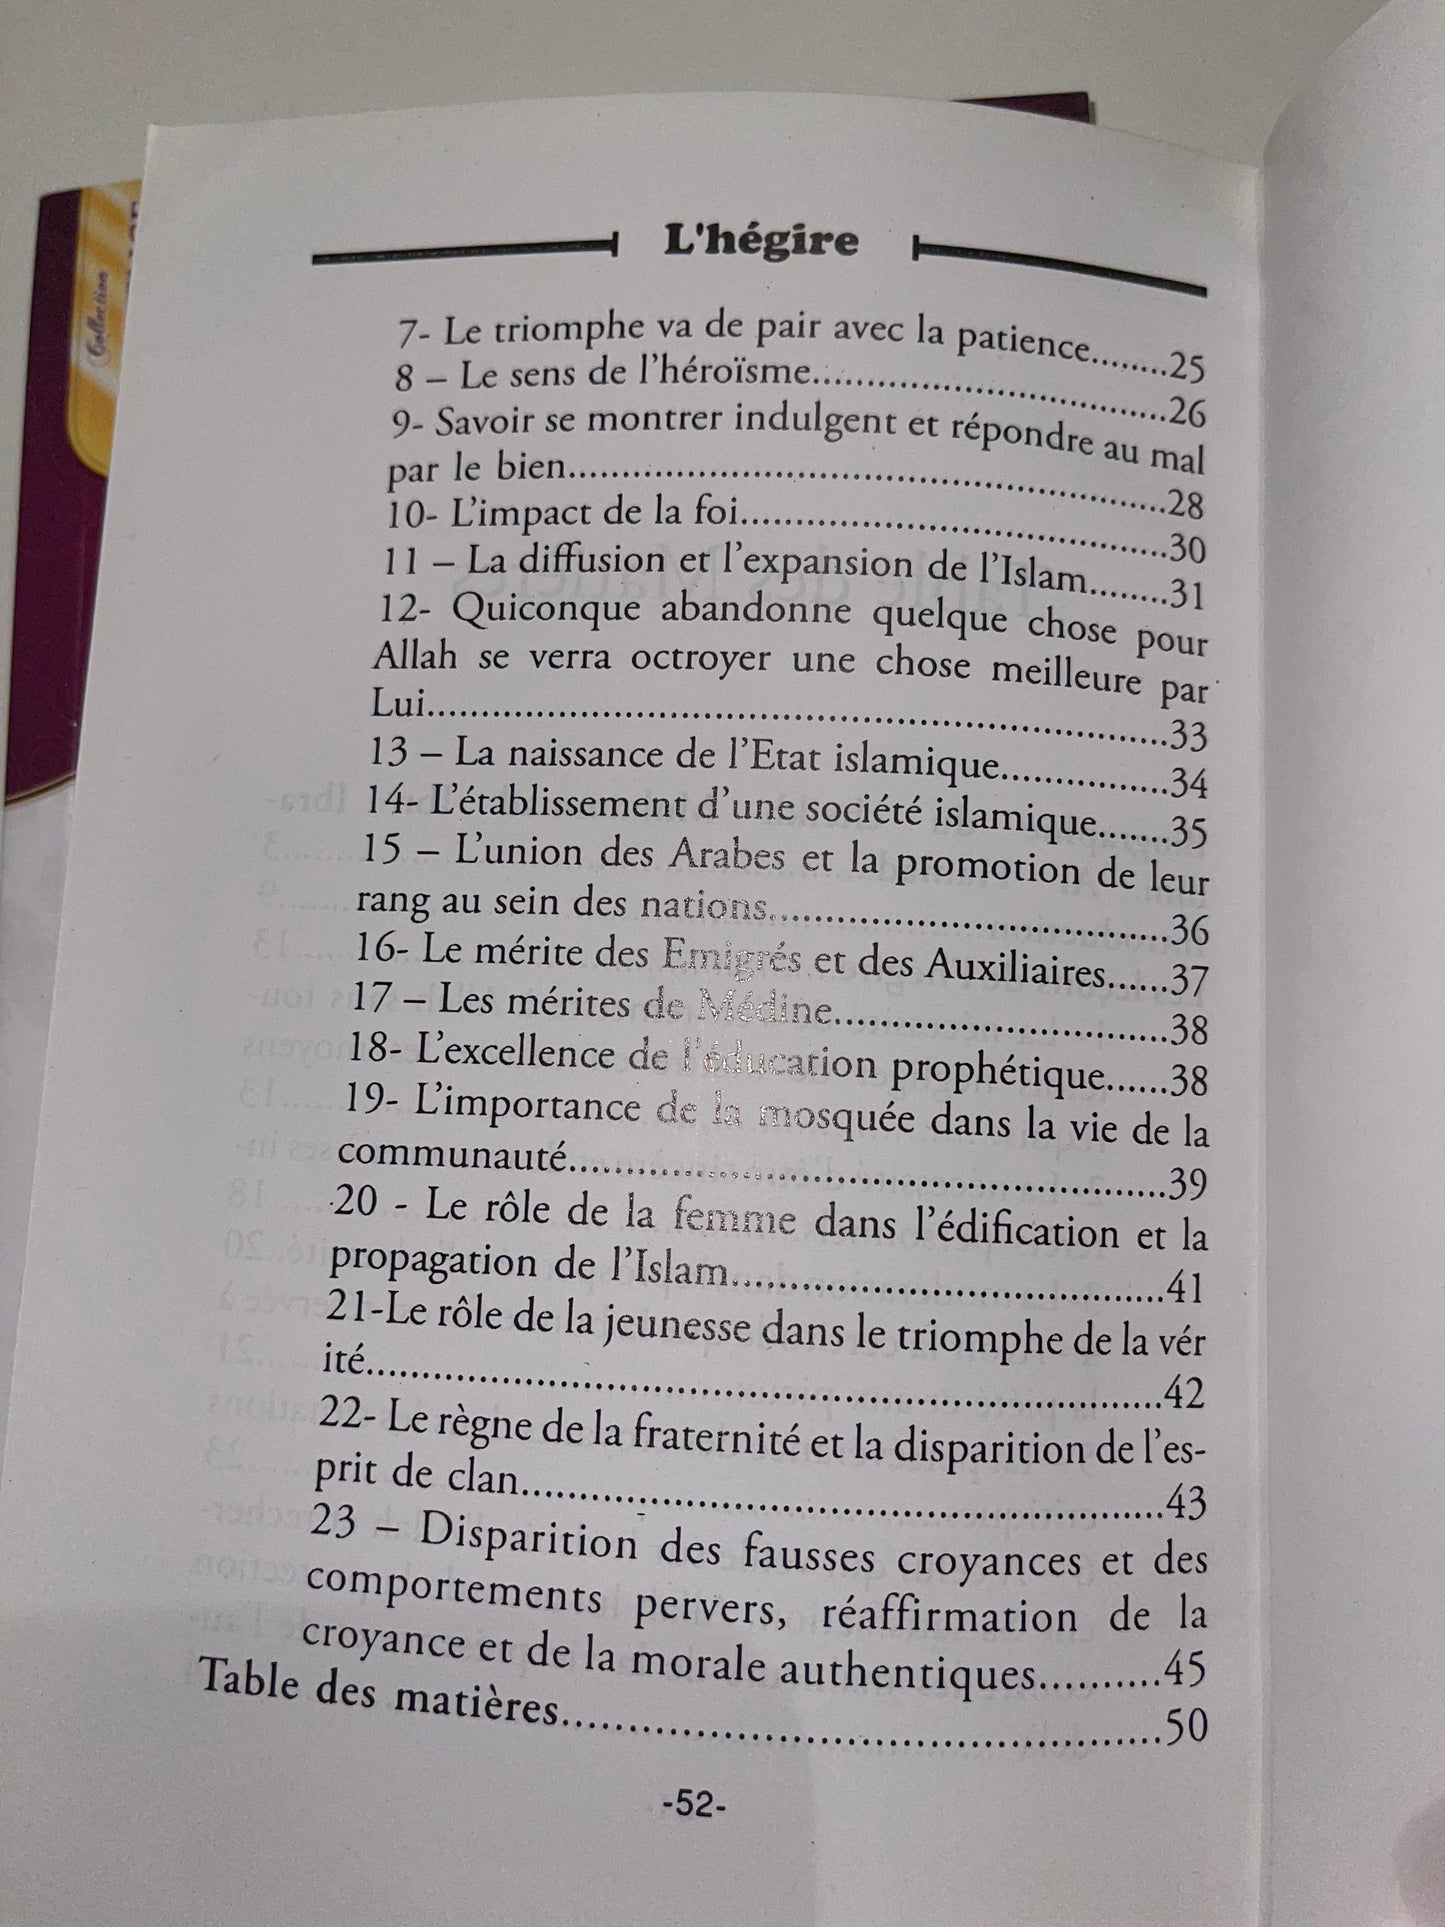 Collection
L'hégire
7- Le triomphe va de pair avec la patience........25
8 – Le sens de l'héroïsme...................................26
9- Savoir se montrer indulgent et répondre au mal
par le bien.........................................................28
10- L'impact de la foi.........................................30
11 – La diffusion et l'expansion de l'Islam........31
12- Quiconque abandonne quelque chose pour
Allah se verra octroyer une chose meilleure par
Lui.....................................................................33
13 – La naissance de l'Etat islamique................34
14- L'établissement d'une société islamique.......35
15 – L'union des Arabes et la promotion de leur
rang au sein des nations......................................36
16- Le mérite des Emigrés et des Auxiliaires......37
17 – Les mérites de Médine................................38
18- L'excellence de l'éducation prophétique......38
19- L'importance de la mosquée dans la vie de la
communauté.......................................................39
20 - Le rôle de la femme dans l'édification et la
propagation de l'Islam.........................................41
21-Le rôle de la jeunesse dans le triomphe de la vér
ité........................................................................42
22- Le règne de la fraternité et la disparition de l'es-
prit de clan..........................................................43
23 – Disparition des fausses croyances et des
comportements pervers, réaffirmation de la
croyance et de la morale authentiques..........45
Table des matières.............................................50
-52-